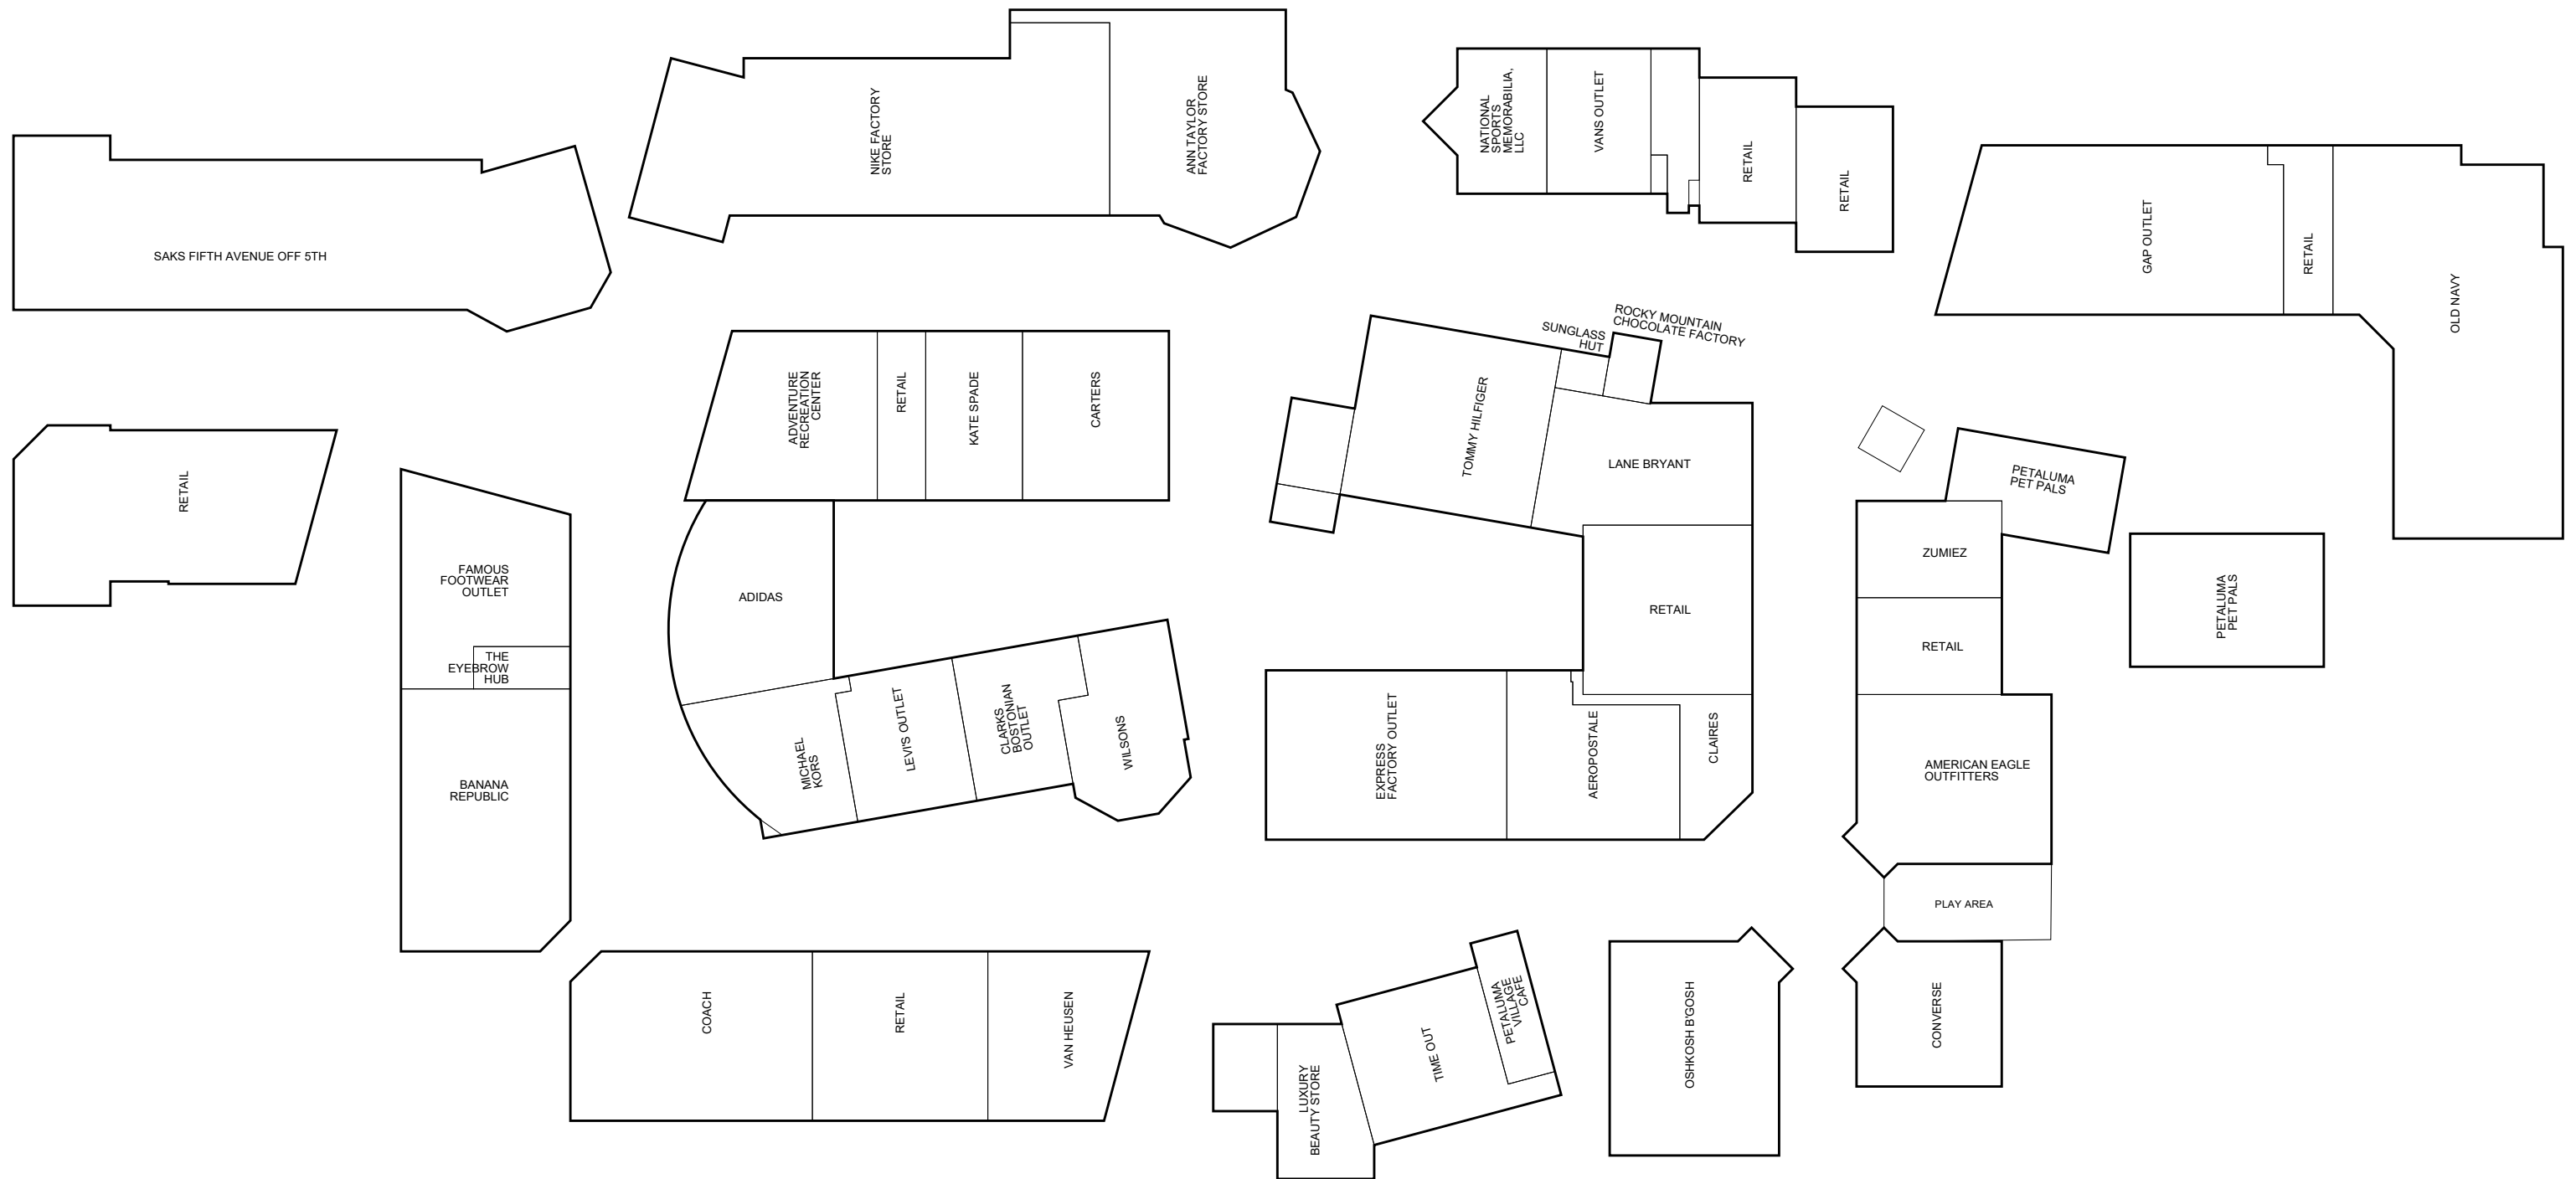 SAKS FIFTH AVENUE OFF 5TH
NIKE FACTORY
STORE
ANN TAYLOR
FACTORY STORE
NATIONAL
SPORTS
MEMORABILIA,
LLC
VANS OUTLET
RETAIL
RETAIL
GAP OUTLET
RETAIL
OLD NAVY
RETAIL
FAMOUS
FOOTWEAR
OUTLET
THE
EYEBROW
HUB
BANANA
REPUBLIC
ADVENTURE
RECREATION
CENTER
RETAIL
KATE SPADE
CARTERS
ADIDAS
MICHAEL
KORS
LEVI'S OUTLET
CLARKS
BOSTONIAN
OUTLET
WILSONS
TOMMY HILFIGER
SUNGLASS
HUT
ROCKY MOUNTAIN
CHOCOLATE FACTORY
LANE BRYANT
RETAIL
EXPRESS
FACTORY OUTLET
AEROPOSTALE
CLAIRES
PETALUMA
PET PALS
ZUMIEZ
RETAIL
PETALUMA
PET PALS
AMERICAN EAGLE
OUTFITTERS
PLAY AREA
COACH
RETAIL
VAN HEUSEN
LUXURY
BEAUTY STORE
TIME OUT
PETALUMA
VILLAGE
CAFE
OSHKOSH B'GOSH
CONVERSE